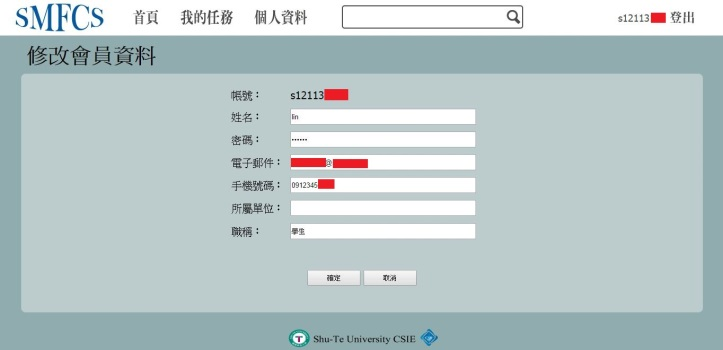 SMFCS 首頁 我的任務 個人資料 s12113 登出
修改會員資料
帳號： s12113
姓名： lin
密碼： ••••••
電子郵件： @
手機號碼： 0912345
所屬單位：
職稱： 學生
確定 取消
Shu-Te University CSIE